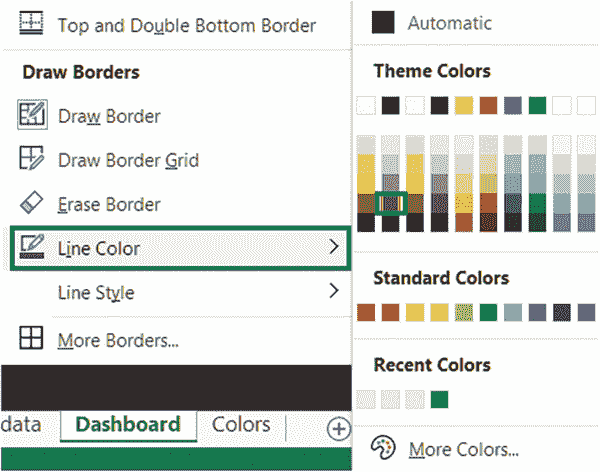 Top and Double Bottom Border
Draw Borders
Draw Border
Draw Border Grid
Erase Border
Line Color
Line Style
More Borders...
data Dashboard Colors
Automatic
Theme Colors
Standard Colors
Recent Colors
More Colors...